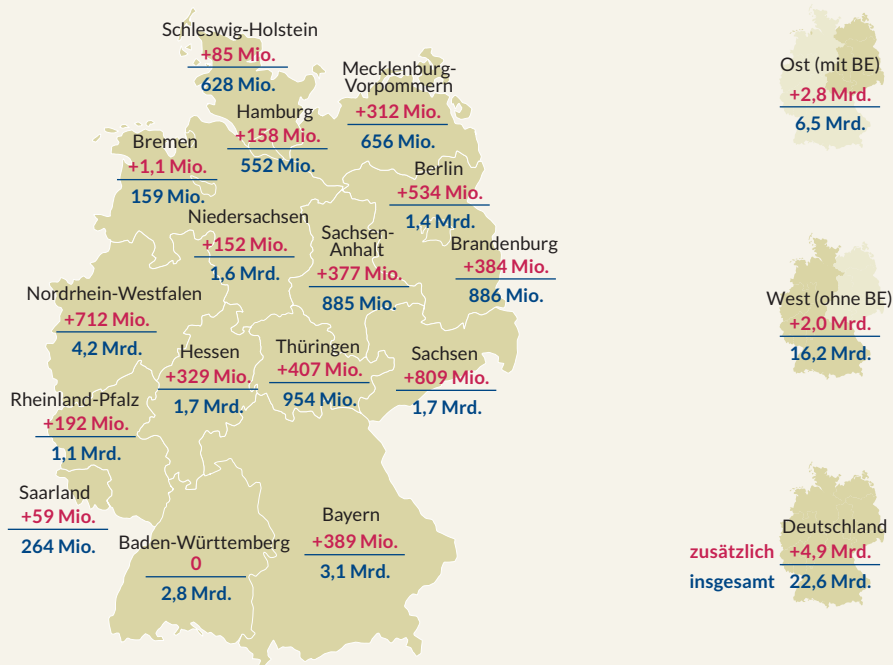 Schleswig-Holstein
+85 Mio.
628 Mio.
Mecklenburg-
Vorpommern
+312 Mio.
656 Mio.
Hamburg
+158 Mio.
552 Mio.
Bremen
+1,1 Mio.
159 Mio.
Berlin
+534 Mio.
1,4 Mrd.
Niedersachsen
+152 Mio.
1,6 Mrd.
Sachsen-
Anhalt
+377 Mio.
885 Mio.
Brandenburg
+384 Mio.
886 Mio.
Nordrhein-Westfalen
+712 Mio.
4,2 Mrd.
Hessen
+329 Mio.
1,7 Mrd.
Thüringen
+407 Mio.
954 Mio.
Sachsen
+809 Mio.
1,7 Mrd.
Rheinland-Pfalz
+192 Mio.
1,1 Mrd.
Saarland
+59 Mio.
264 Mio.
Baden-Württemberg
0
2,8 Mrd.
Bayern
+389 Mio.
3,1 Mrd.
Ost (mit BE)
+2,8 Mrd.
6,5 Mrd.
West (ohne BE)
+2,0 Mrd.
16,2 Mrd.
Deutschland
zusätzlich +4,9 Mrd.
insgesamt 22,6 Mrd.